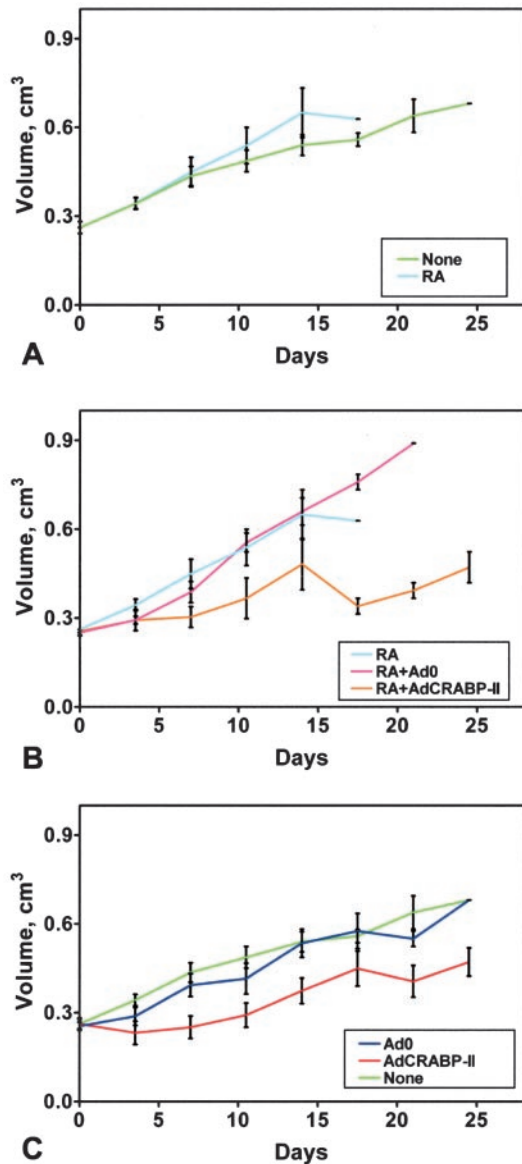 0.9
0.6
0.3
0.0
Volume, cm³
None
RA
0 5 10 15 20 25
Days
A
0.9
0.6
0.3
0.0
Volume, cm³
RA
RA+Ad0
RA+AdCRABP-II
0 5 10 15 20 25
Days
B
0.9
0.6
0.3
0.0
Volume, cm³
Ad0
AdCRABP-II
None
0 5 10 15 20 25
Days
C